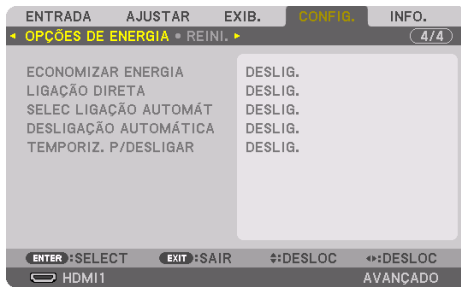 ENTRADA AJUSTAR EXIB. CONFIG. INFO.
OPÇÕES DE ENERGIA • REINI. 4/4
ECONOMIZAR ENERGIA DESLIG.
LIGAÇÃO DIRETA DESLIG.
SELEC LIGAÇÃO AUTOMÁT DESLIG.
DESLIGAÇÃO AUTOMÁTICA DESLIG.
TEMPORIZ. P/DESLIGAR DESLIG.
ENTER :SELECT EXIT :SAIR :DESLOC :DESLOC
HDMI1 AVANÇADO